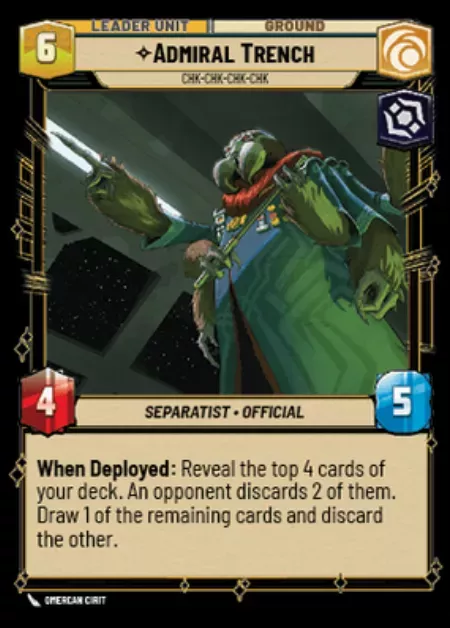 LEADER UNIT GROUND
6
ADMIRAL TRENCH
CHK-CHK-CHK-CHK
4
SEPARATIST • OFFICIAL
5
When Deployed: Reveal the top 4 cards of
your deck. An opponent discards 2 of them.
Draw 1 of the remaining cards and discard
the other.
OMERCAN CIRIT